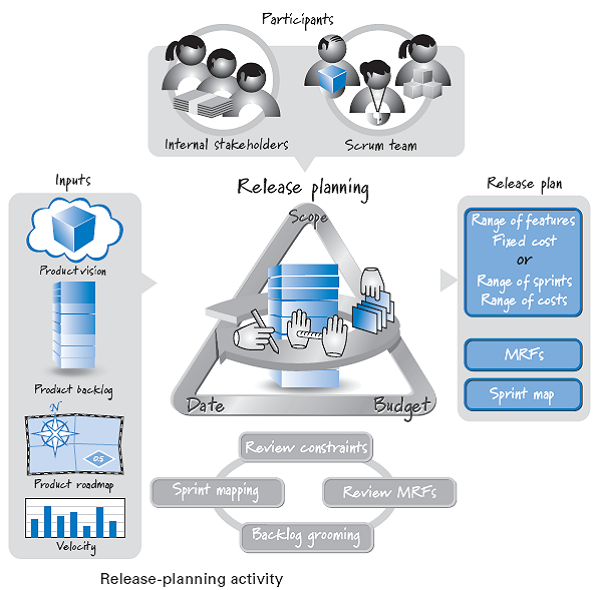 Participants
Internal stakeholders
Scrum team
Inputs
Product vision
Product backlog
N
05
Product roadmap
Velocity
Release planning
Scope
Date
Budget
Review constraints
Sprint mapping
Review MRFs
Backlog grooming
Release plan
Range of features
Fixed cost
or
Range of sprints
Range of costs
MRFs
Sprint map
Release-planning activity